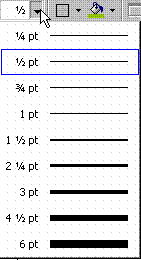 ½
¼ pt
½ pt
¾ pt
1 pt
1 ½ pt
2 ¼ pt
3 pt
4 ½ pt
6 pt